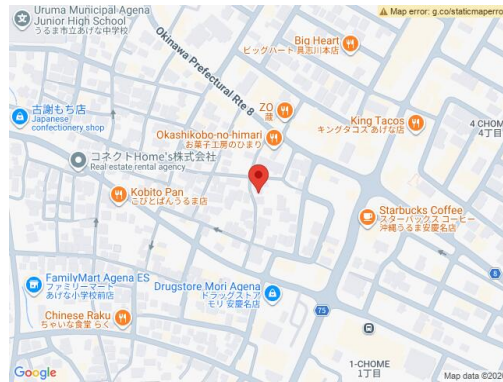 Uruma Municipal Agena
Junior High School
うるま市立あげな中学校
Map error: g.co/staticmaperro
Big Heart
ビッグハート 具志川本店
Okinawa Prefectural Rte 8
古謝もち店
Japanese
confectionery shop
ZO
蔵
King Tacos
キングタコス あげな店
4 CHOME
4丁目
Okashikobo-no-himari
お菓子工房のひまり
コネクトHome's株式会社
Real estate rental agency
Kobito Pan
こびとぱんうるま店
Starbucks Coffee
スターバックス コーヒー
沖縄うるま安慶名店
8
FamilyMart Agena ES
ファミリーマート
あげな小学校前店
Drugstore Mori Agena
ドラッグストア
モリ 安慶名店
75
Chinese Raku
ちゃいな食堂 らく
1-CHOME
1丁目
Google
Map data ©202